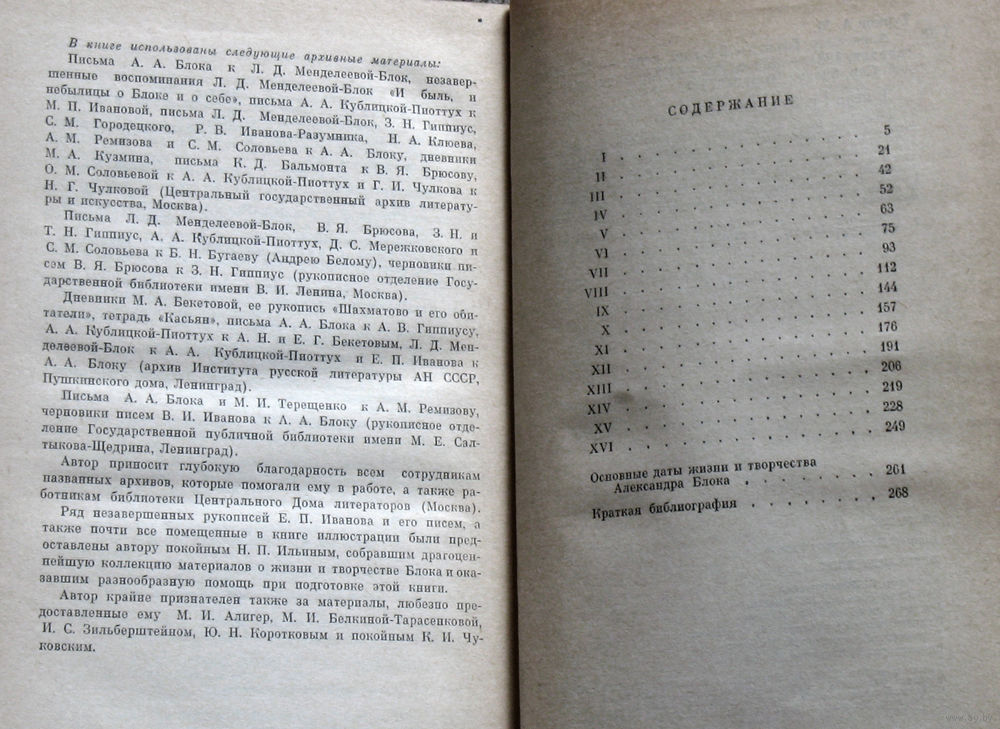 В книге использованы следующие архивные материалы:
Письма А. А. Блока к Л. Д. Менделеевой-Блок, незавер-
шенные воспоминания Л. Д. Менделеевой-Блок «И быль, и
небылицы о Блоке и о себе», письма А. А. Кублицкой-Пиоттух к
М. П. Ивановой, письма Л. Д. Менделеевой-Блок, З. Н. Гиппиус,
С. М. Городецкого, Р. В. Иванова-Разумника, Н. А. Клюева,
А. М. Ремизова и С. М. Соловьева к А. А. Блоку, дневники
М. А. Кузмина, письма К. Д. Бальмонта к В. Я. Брюсову,
О. М. Соловьевой к А. А. Кублицкой-Пиоттух и Г. И. Чулкова к
Н. Г. Чулковой (Центральный государственный архив литерату-
ры и искусства, Москва).
Письма Л. Д. Менделеевой-Блок, В. Я. Брюсова, З. Н. и
Т. Н. Гиппиус, А. А. Кублицкой-Пиоттух, Д. С. Мережковского и
С. М. Соловьева к Б. Н. Бугаеву (Андрею Белому), черновики пи-
сем В. Я. Брюсова к З. Н. Гиппиус (рукописное отделение Госу-
дарственной библиотеки имени В. И. Ленина, Москва).
Дневники М. А. Бекетовой, ее рукопись «Шахматово и его оби-
татели», тетрадь «Касьян», письма А. А. Блока к А. В. Гиппиусу,
А. А. Кублицкой-Пиоттух к А. Н. и Е. Г. Бекетовым, Л. Д. Мен-
делеевой-Блок к А. А. Кублицкой-Пиоттух и Е. П. Иванова к
А. А. Блоку (архив Института русской литературы АН СССР,
Пушкинского дома, Ленинград).
Письма А. А. Блока и М. И. Терещенко к А. М. Ремизову,
черновики писем В. И. Иванова к А. А. Блоку (рукописное отде-
ление Государственной публичной библиотеки имени М. Е. Сал-
тыкова-Щедрина, Ленинград).
Автор приносит глубокую благодарность всем сотрудникам
названных архивов, которые помогали ему в работе, а также ра-
ботникам библиотеки Центрального Дома литераторов (Москва).
Ряд незавершенных рукописей Е. П. Иванова и его писем, а
также почти все помещенные в книге иллюстрации были пред-
оставлены автору покойным Н. П. Ильиным, собравшим драгоцен-
нейшую коллекцию материалов о жизни и творчестве Блока и ока-
завшим разнообразную помощь при подготовке этой книги.
Автор крайне признателен также за материалы, любезно пре-
доставленные ему М. И. Алигер, М. И. Белкиной-Тарасенковой,
И. С. Зильберштейном, Ю. Н. Коротковым и покойным К. И. Чу-
ковским.
СОДЕРЖАНИЕ
I . . . . . . . . . . 5
II . . . . . . . . . . 21
III . . . . . . . . . . 42
IV . . . . . . . . . . 52
V . . . . . . . . . . 63
VI . . . . . . . . . . 75
VII . . . . . . . . . . 93
VIII . . . . . . . . . . 112
IX . . . . . . . . . . 144
X . . . . . . . . . . 157
XI . . . . . . . . . . 176
XII . . . . . . . . . . 191
XIII . . . . . . . . . . 206
XIV . . . . . . . . . . 219
XV . . . . . . . . . . 228
XVI . . . . . . . . . . 249
Основные даты жизни и творчества
Александра Блока . . . . . . 261
Краткая библиография . . . . . . 268
www.ay.by